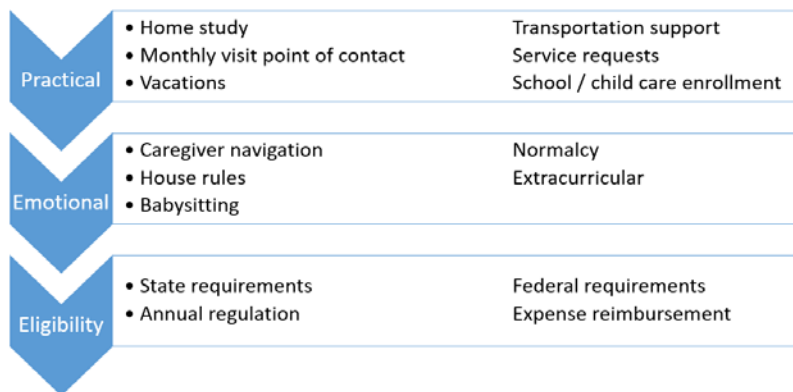 Practical
• Home study
• Monthly visit point of contact
• Vacations
Transportation support
Service requests
School / child care enrollment
Emotional
• Caregiver navigation
• House rules
• Babysitting
Normalcy
Extracurricular
Eligibility
• State requirements
• Annual regulation
Federal requirements
Expense reimbursement